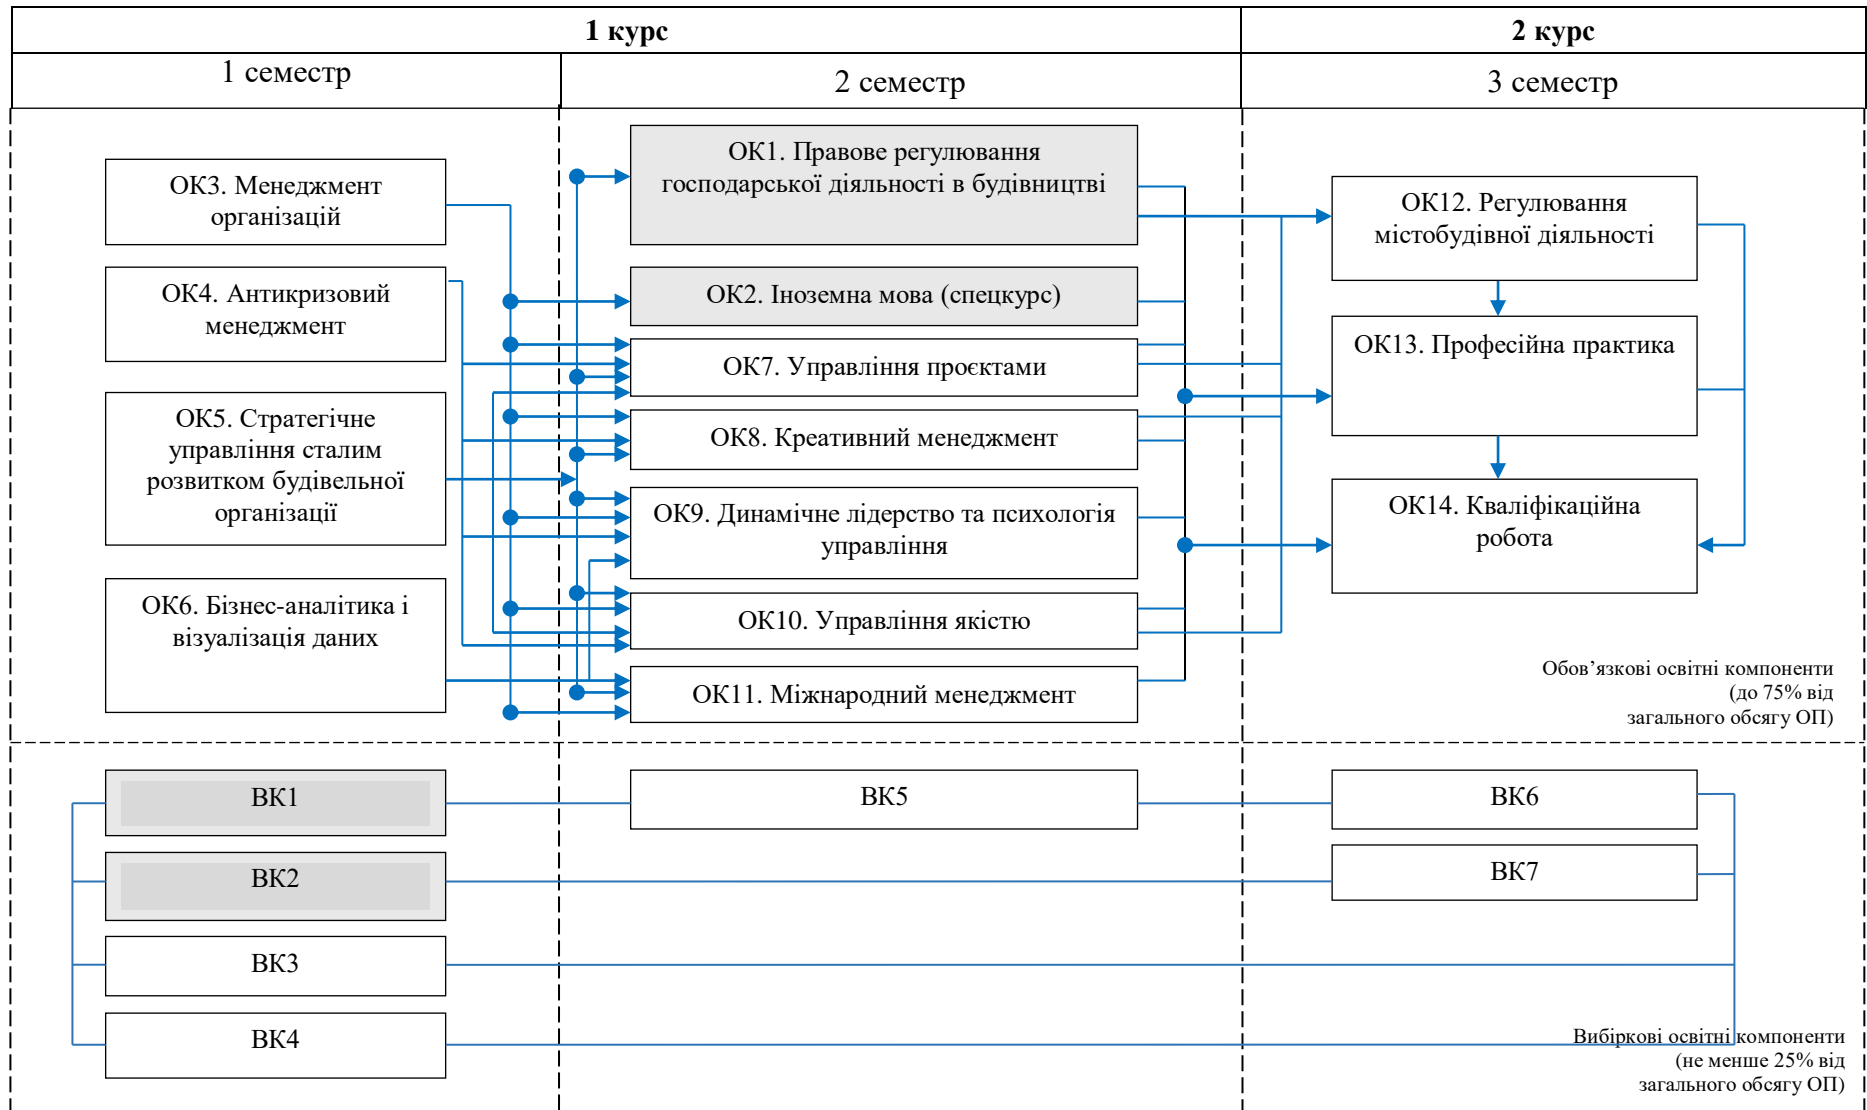 1 курс
2 курс
1 семестр
2 семестр
3 семестр
ОК3. Менеджмент
організацій
ОК4. Антикризовий
менеджмент
ОК5. Стратегічне
управління сталим
розвитком будівельної
організації
ОК6. Бізнес-аналітика і
візуалізація даних
ОК1. Правове регулювання
господарської діяльності в будівництві
ОК2. Іноземна мова (спецкурс)
ОК7. Управління проєктами
ОК8. Креативний менеджмент
ОК9. Динамічне лідерство та психологія
управління
ОК10. Управління якістю
ОК11. Міжнародний менеджмент
ОК12. Регулювання
містобудівної діяльності
ОК13. Професійна практика
ОК14. Кваліфікаційна
робота
Обов’язкові освітні компоненти
(до 75% від
загального обсягу ОП)
ВК1
ВК5
ВК6
ВК2
ВК7
ВК3
ВК4
Вибіркові освітні компоненти
(не менше 25% від
загального обсягу ОП)